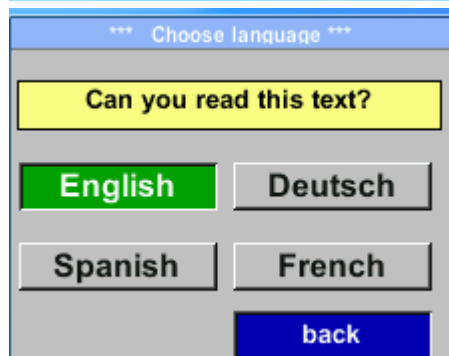 *** Choose language ***
Can you read this text?
English
Deutsch
Spanish
French
back